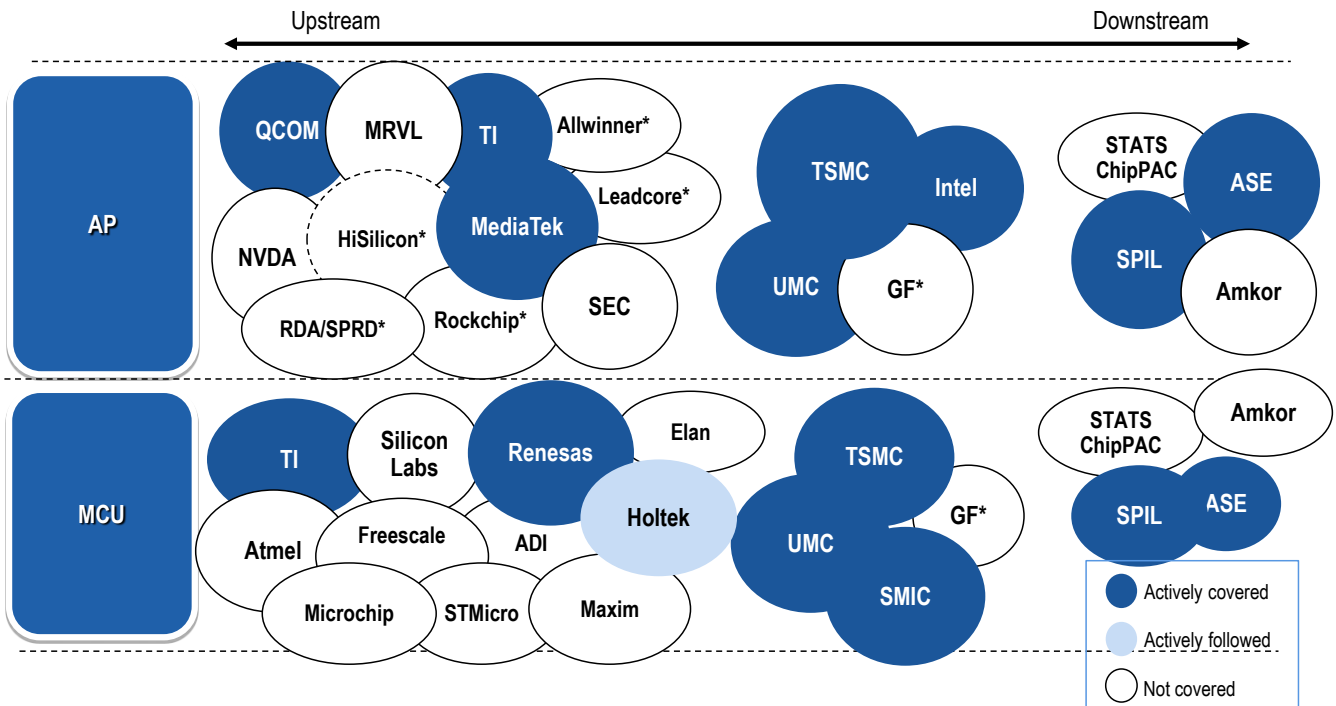 Upstream
Downstream
AP
QCOM
MRVL
TI
Allwinner*
Leadcore*
NVDA
HiSilicon*
MediaTek
RDA/SPRD*
Rockchip*
SEC
TSMC
Intel
UMC
GF*
STATS
ChipPAC
ASE
SPIL
Amkor
MCU
TI
Silicon
Labs
Renesas
Elan
Atmel
Freescale
ADI
Holtek
Microchip
STMicro
Maxim
TSMC
GF*
UMC
SMIC
STATS
ChipPAC
Amkor
SPIL
ASE
Actively covered
Actively followed
Not covered